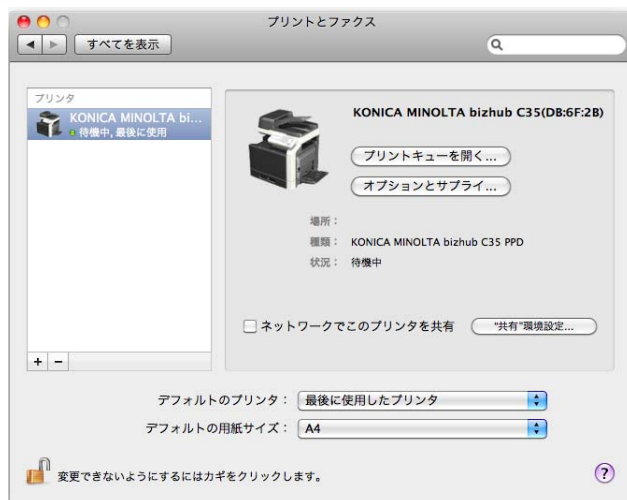 プリントとファクス
すべてを表示
プリンタ
KONICA MINOLTA bi...
待機中, 最後に使用
KONICA MINOLTA bizhub C35(DB:6F:2B)
プリントキューを開く...
オプションとサプライ...
場所：
種類： KONICA MINOLTA bizhub C35 PPD
状況： 待機中
ネットワークでこのプリンタを共有 "共有"環境設定...
+ −
デフォルトのプリンタ： 最後に使用したプリンタ
デフォルトの用紙サイズ： A4
変更できないようにするにはカギをクリックします。 ?